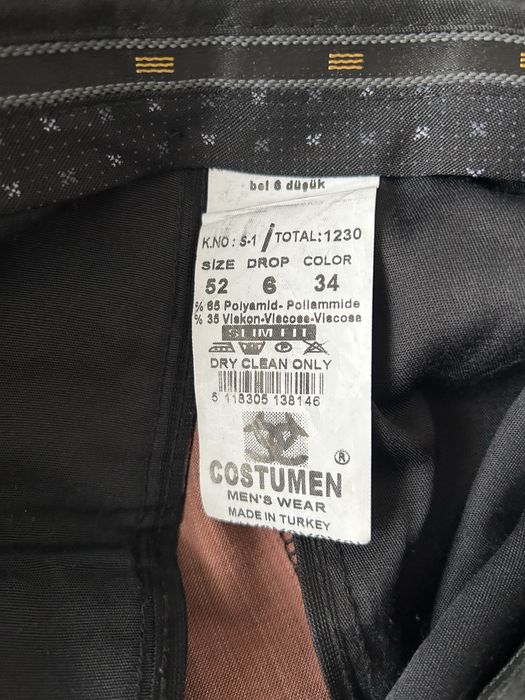 bel 6 düşük
K.NO : S-1 / TOTAL:1230
SIZE DROP COLOR
52 6 34
% 65 Polyamid- Poliammide
% 35 Viskon-Viscose-Viscosa
SLIM FIT
DRY CLEAN ONLY
5 118305 138146
®
COSTUMEN
MEN'S WEAR
MADE IN TURKEY